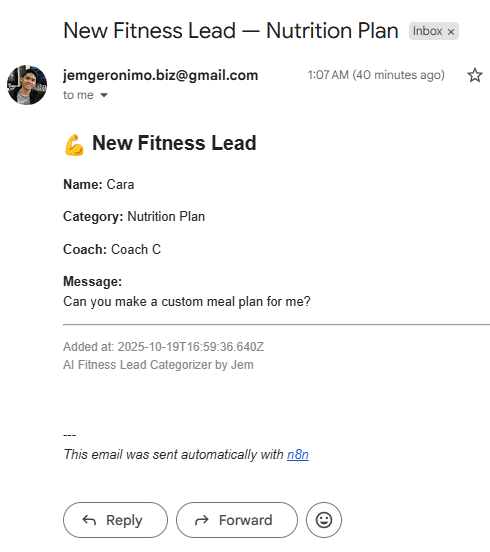 New Fitness Lead — Nutrition Plan Inbox ×
jemgeronimo.biz@gmail.com 1:07 AM (40 minutes ago)
to me
💪 New Fitness Lead
Name: Cara
Category: Nutrition Plan
Coach: Coach C
Message:
Can you make a custom meal plan for me?
Added at: 2025-10-19T16:59:36.640Z
AI Fitness Lead Categorizer by Jem
---
This email was sent automatically with n8n
Reply Forward